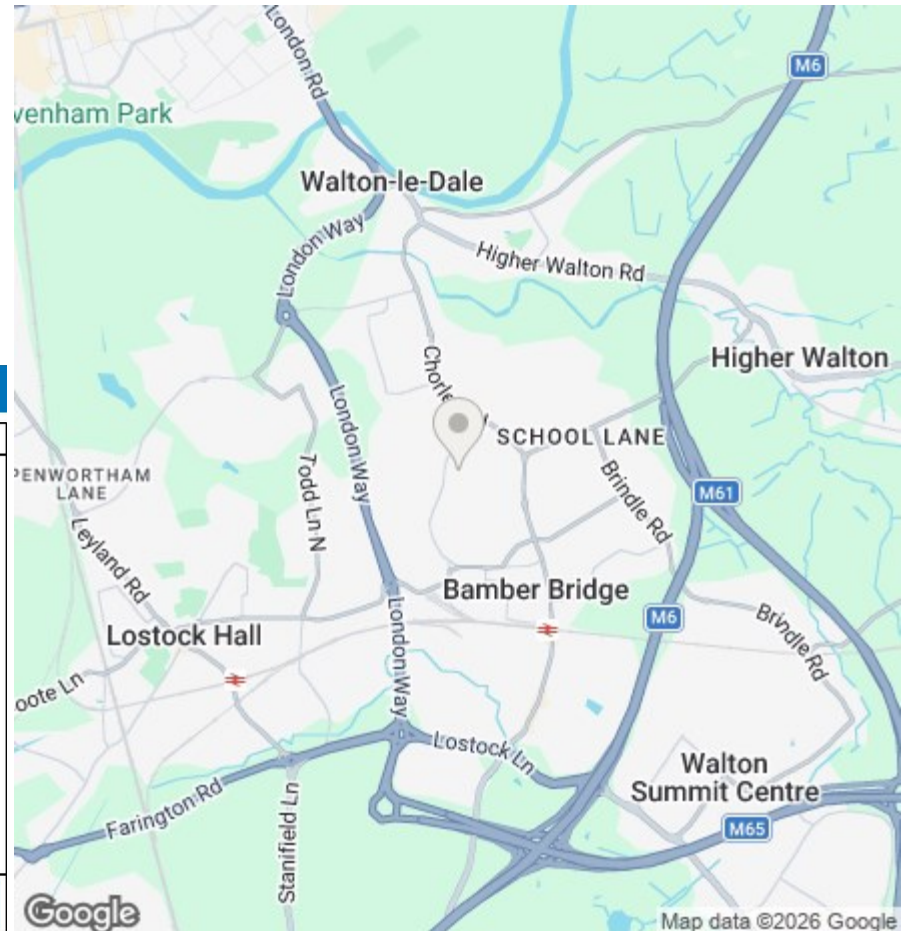 London Rd
M6
venham Park
Walton-le-Dale
London Way
Higher Walton Rd
Higher Walton
London Way
SCHOOL LANE
PENWORTHAM
LANE
Todd Ln N
Brindle Rd
M61
Leyland Rd
Bamber Bridge
Lostock Hall
London Way
M6
Brindle Rd
oote Ln
Lostock Ln
Walton
Summit Centre
Farington Rd
Stanifield Ln
M65
Google
Map data ©2026 Google